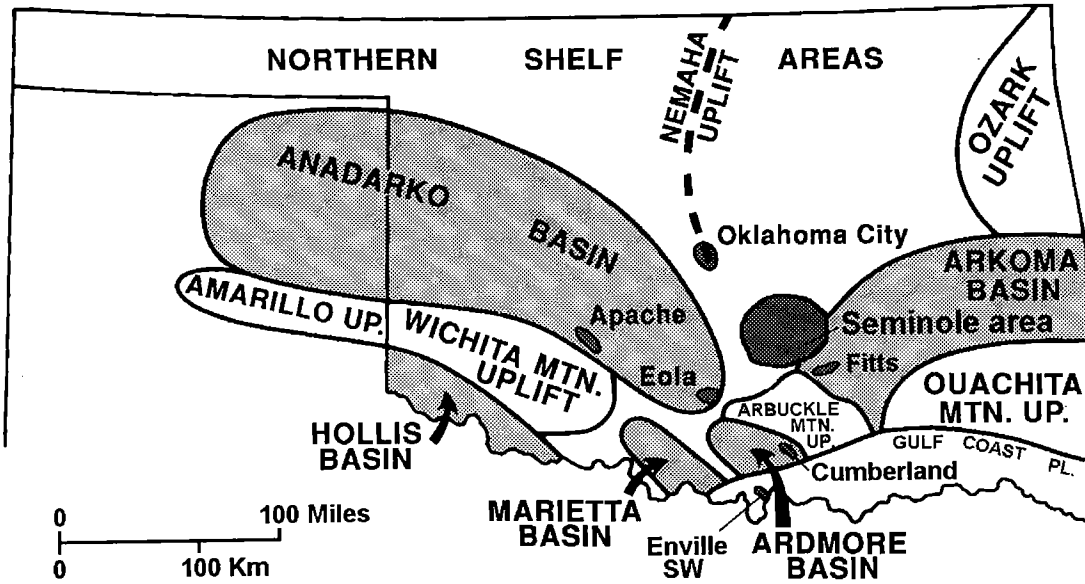 NORTHERN SHELF AREAS
NEMAHA
UPLIFT
OZARK
UPLIFT
ANADARKO
BASIN
Oklahoma City
ARKOMA
BASIN
AMARILLO UP.
WICHITA MTN.
UPLIFT
Apache
Seminole area
Eola
Fitts
OUACHITA
MTN. UP.
ARBUCKLE
MTN.
UP.
GULF COAST PL.
HOLLIS
BASIN
Cumberland
MARIETTA
BASIN
Enville
SW
ARDMORE
BASIN
0 100 Miles
0 100 Km